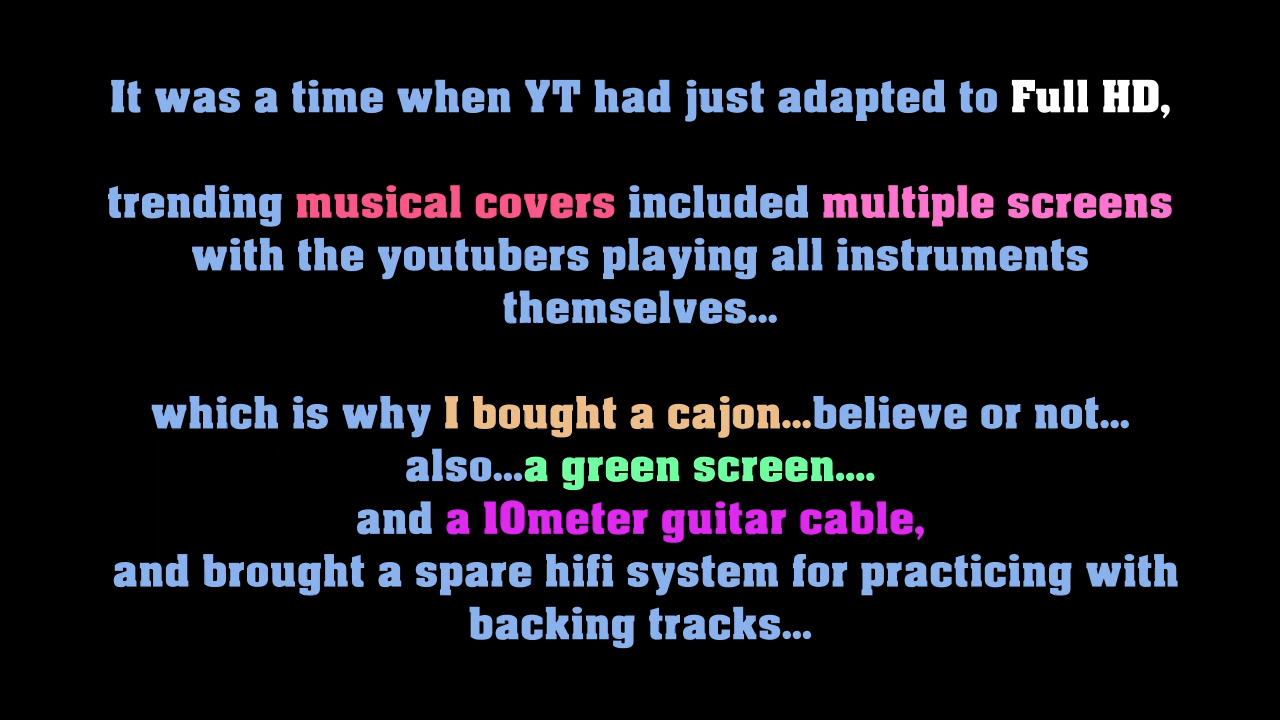 It was a time when YT had just adapted to Full HD,
trending musical covers included multiple screens
with the youtubers playing all instruments
themselves...
which is why I bought a cajon...believe or not...
also...a green screen....
and a 10meter guitar cable,
and brought a spare hifi system for practicing with
backing tracks...